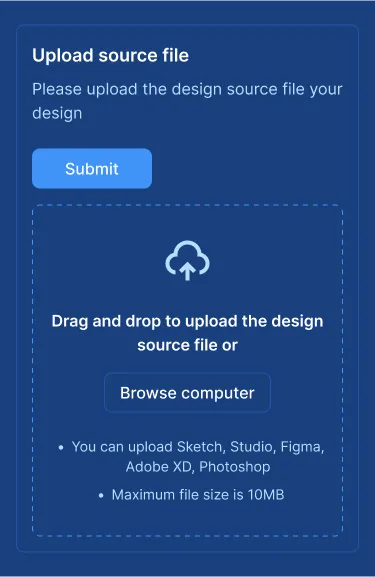 Upload source file
Please upload the design source file your
design
Submit
Drag and drop to upload the design
source file or
Browse computer
• You can upload Sketch, Studio, Figma,
Adobe XD, Photoshop
• Maximum file size is 10MB